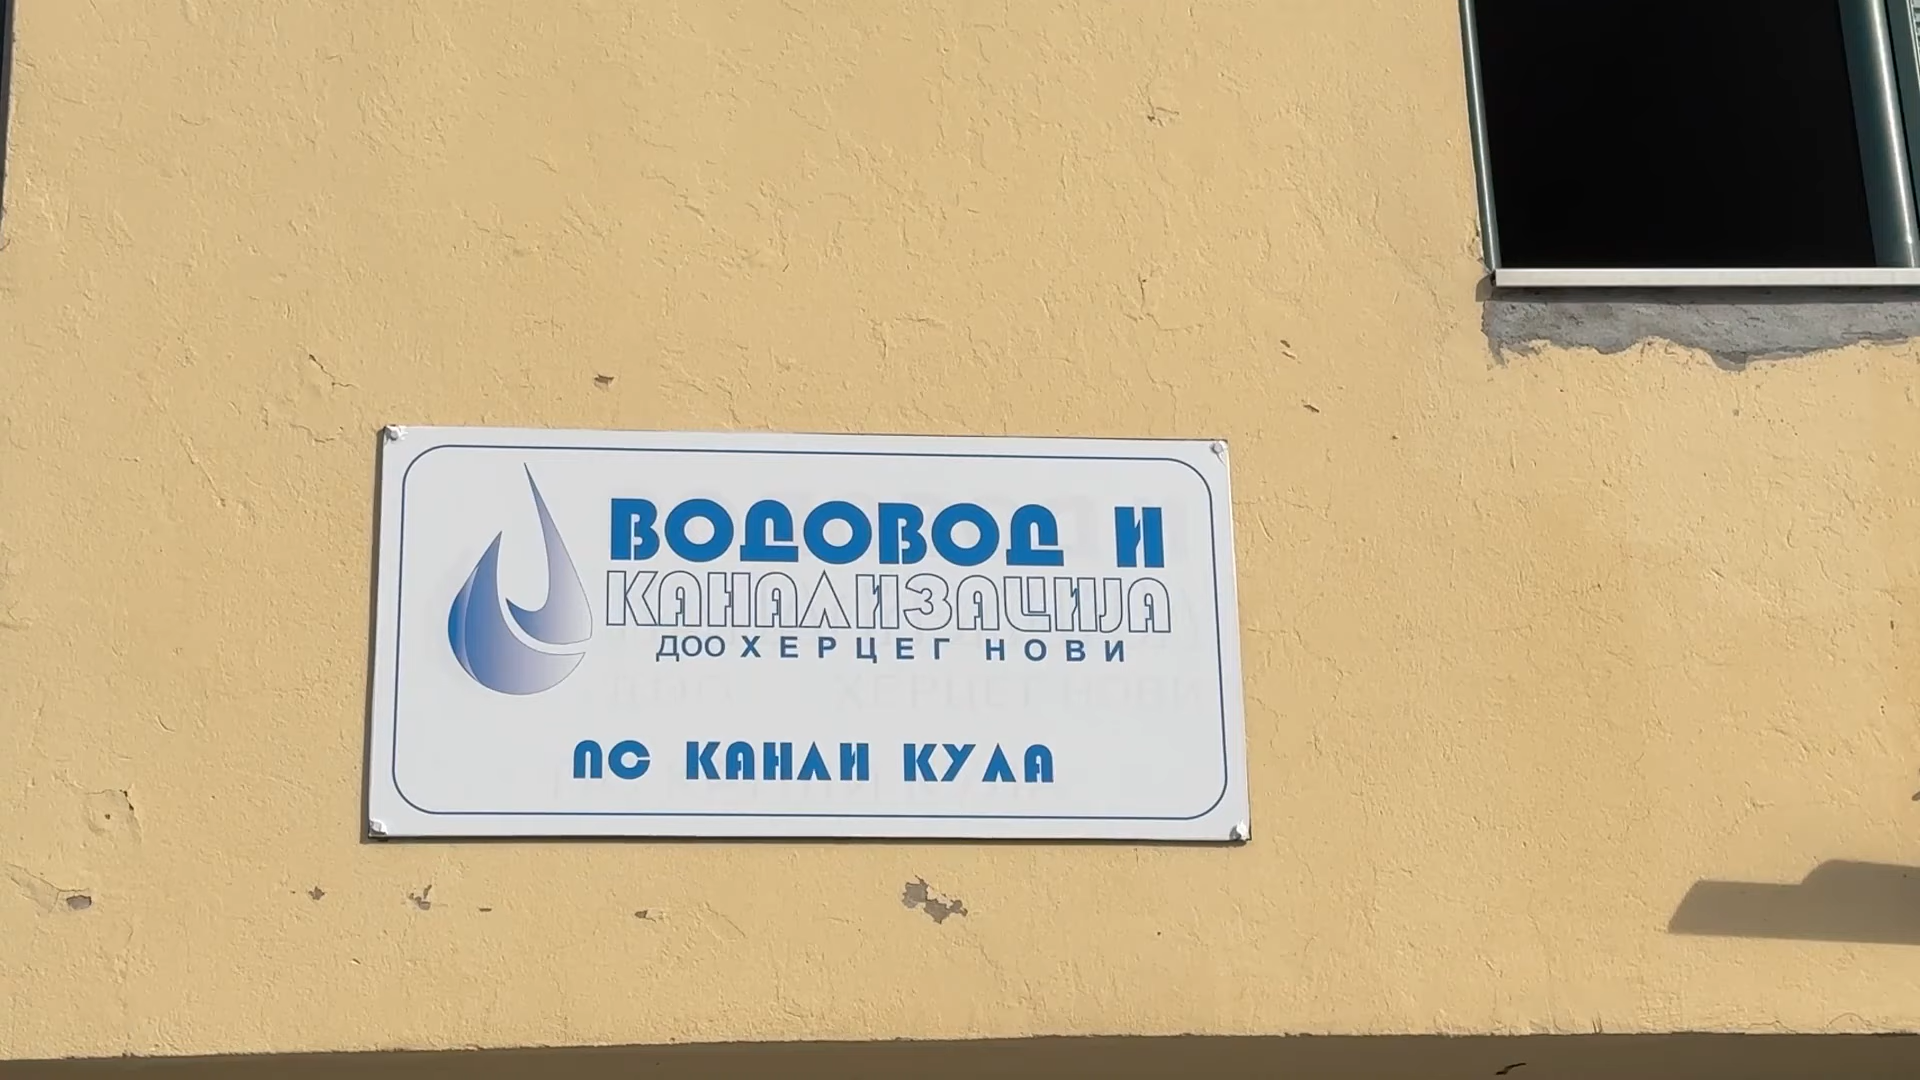 ВОДОВОД И
КАНАЛИЗАЦИЈА
ДОО ХЕРЦЕГ НОВИ
ПС КАНЛИ КУЛА